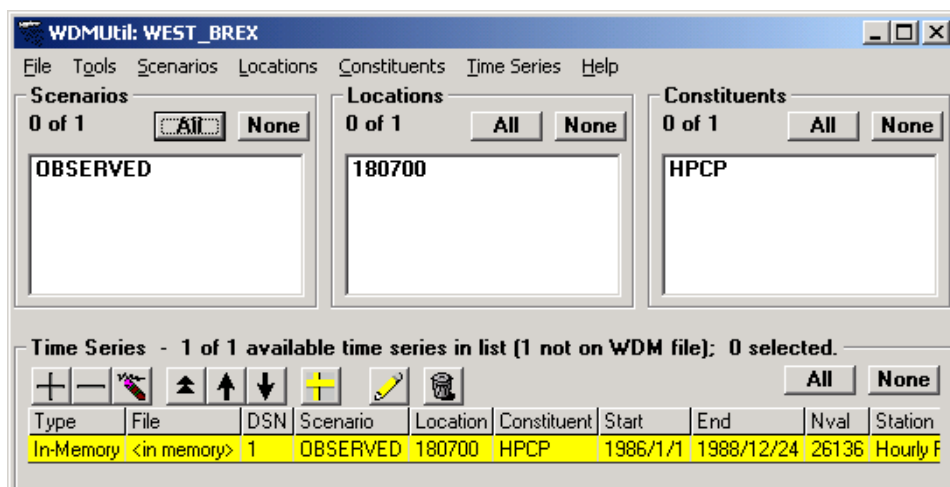 WDMUtil: WEST_BREX
File Tools Scenarios Locations Constituents Time Series Help
Scenarios
0 of 1 All None
OBSERVED
Locations
0 of 1 All None
180700
Constituents
0 of 1 All None
HPCP
Time Series - 1 of 1 available time series in list (1 not on WDM file); 0 selected.
All None
Type File DSN Scenario Location Constituent Start End Nval Station
In-Memory <in memory> 1 OBSERVED 180700 HPCP 1986/1/1 1988/12/24 26136 Hourly